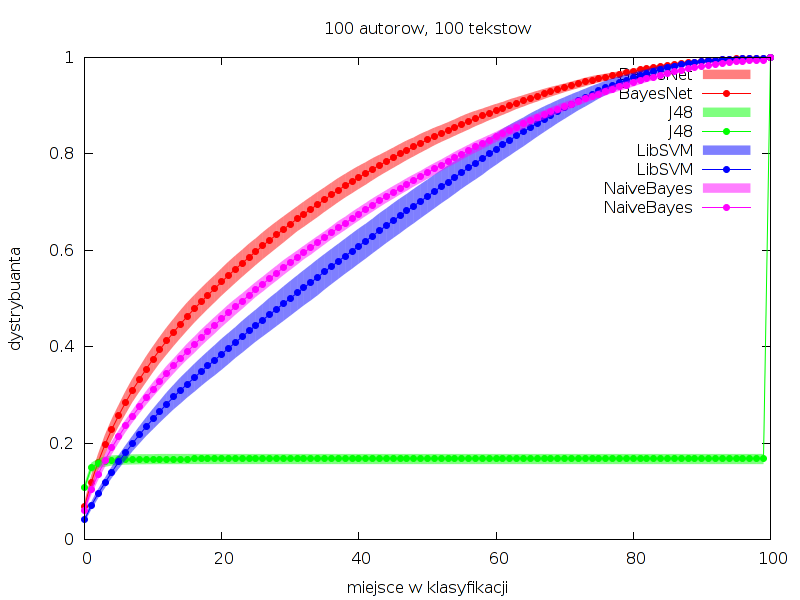 100 autorow, 100 tekstow
dystrybuanta
1
0.8
0.6
0.4
0.2
0
0 20 40 60 80 100
miejsce w klasyfikacji
BayesNet
J48
J48
LibSVM
LibSVM
NaiveBayes
NaiveBayes